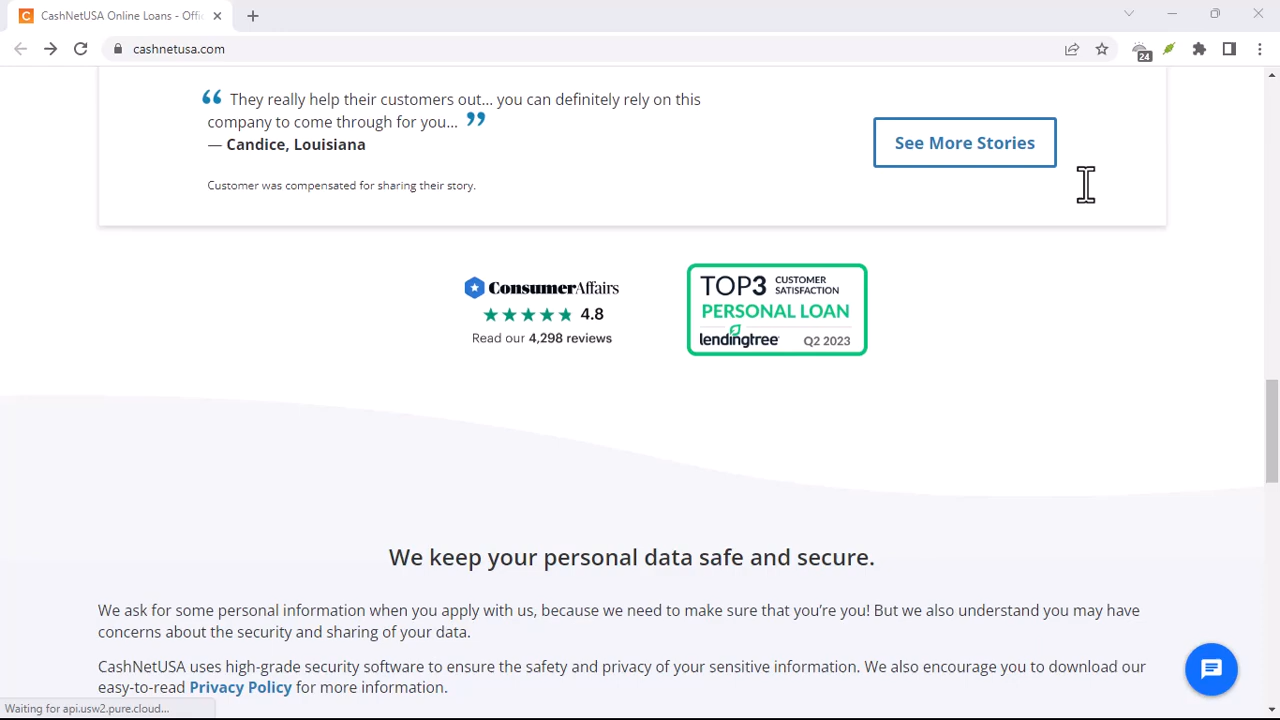 CashNetUSA Online Loans - Offic
cashnetusa.com
24
“ They really help their customers out... you can definitely rely on this
company to come through for you... ”
— Candice, Louisiana
See More Stories
Customer was compensated for sharing their story.
ConsumerAffairs
4.8
Read our 4,298 reviews
TOP3 CUSTOMER SATISFACTION
PERSONAL LOAN
lendingtree Q2 2023
We keep your personal data safe and secure.
We ask for some personal information when you apply with us, because we need to make sure that you’re you! But we also understand you may have
concerns about the security and sharing of your data.
CashNetUSA uses high-grade security software to ensure the safety and privacy of your sensitive information. We also encourage you to download our
easy-to-read Privacy Policy for more information.
Waiting for api.usw2.pure.cloud...